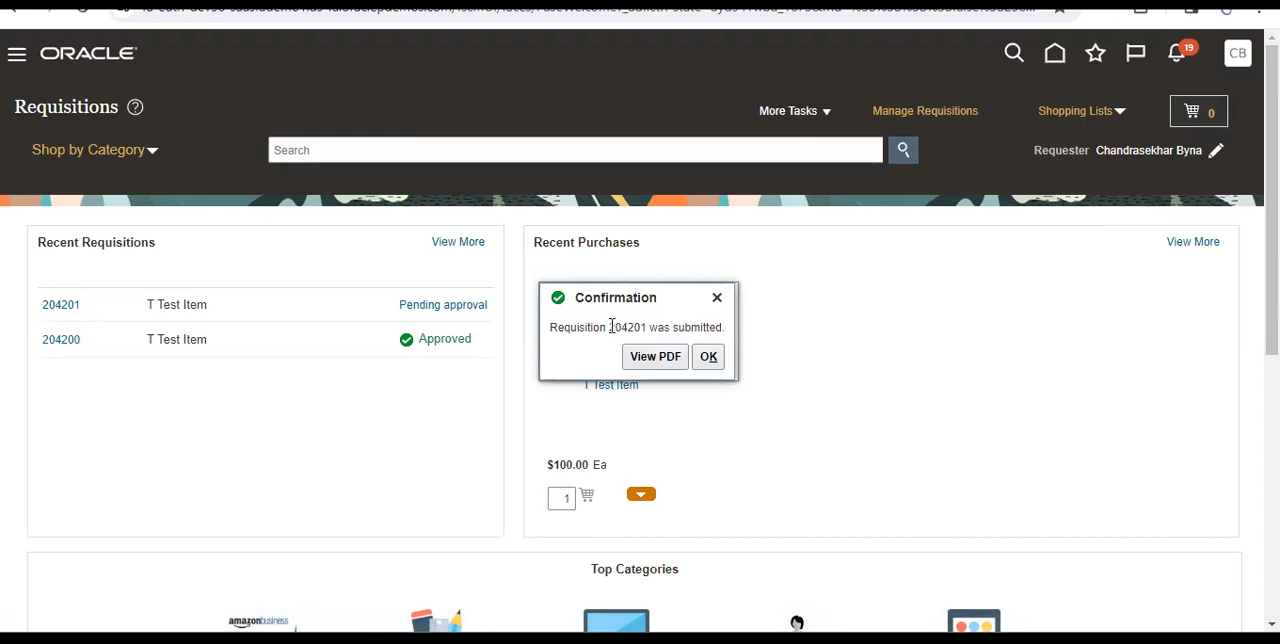 ORACLE
19
CB
Requisitions
More Tasks
Manage Requisitions
Shopping Lists
0
Shop by Category
Search
Requester Chandrasekhar Byna
Recent Requisitions
View More
204201 T Test Item Pending approval
204200 T Test Item Approved
Recent Purchases
View More
Confirmation
Requisition 204201 was submitted.
View PDF OK
T Test Item
$100.00 Ea
1
Top Categories
amazonbusiness